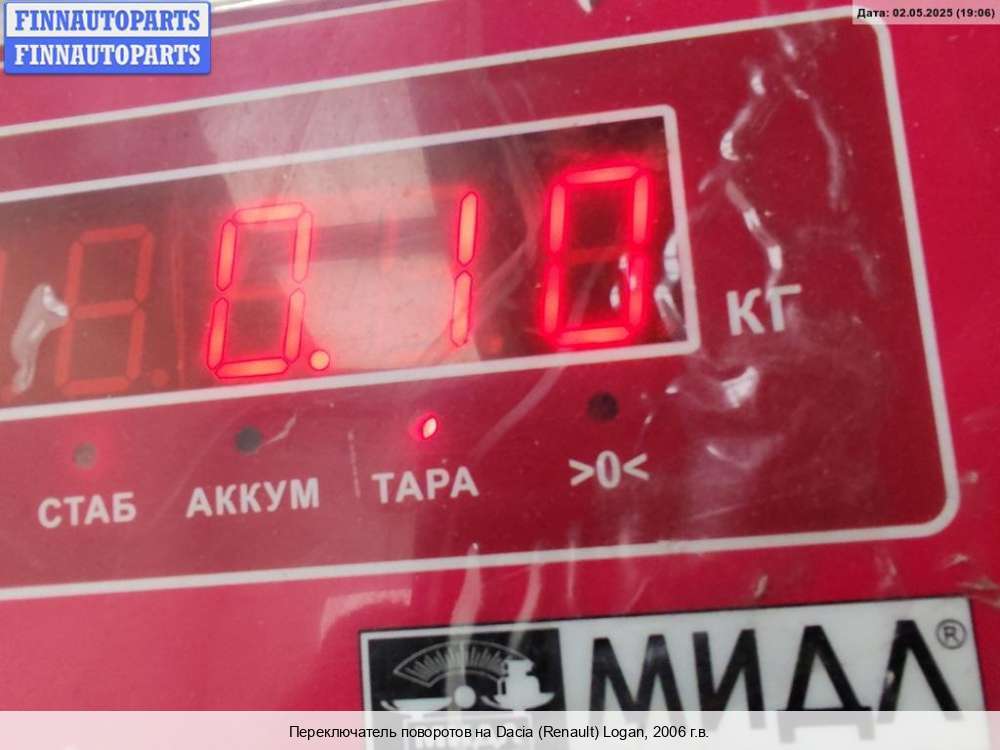 FINNAUTOPARTS
FINNAUTOPARTS
Дата: 02.05.2025 (19:06)
0.10
КГ
СТАБ АККУМ ТАРА >0<
МИДЛ®
Переключатель поворотов на Dacia (Renault) Logan, 2006 г.в.